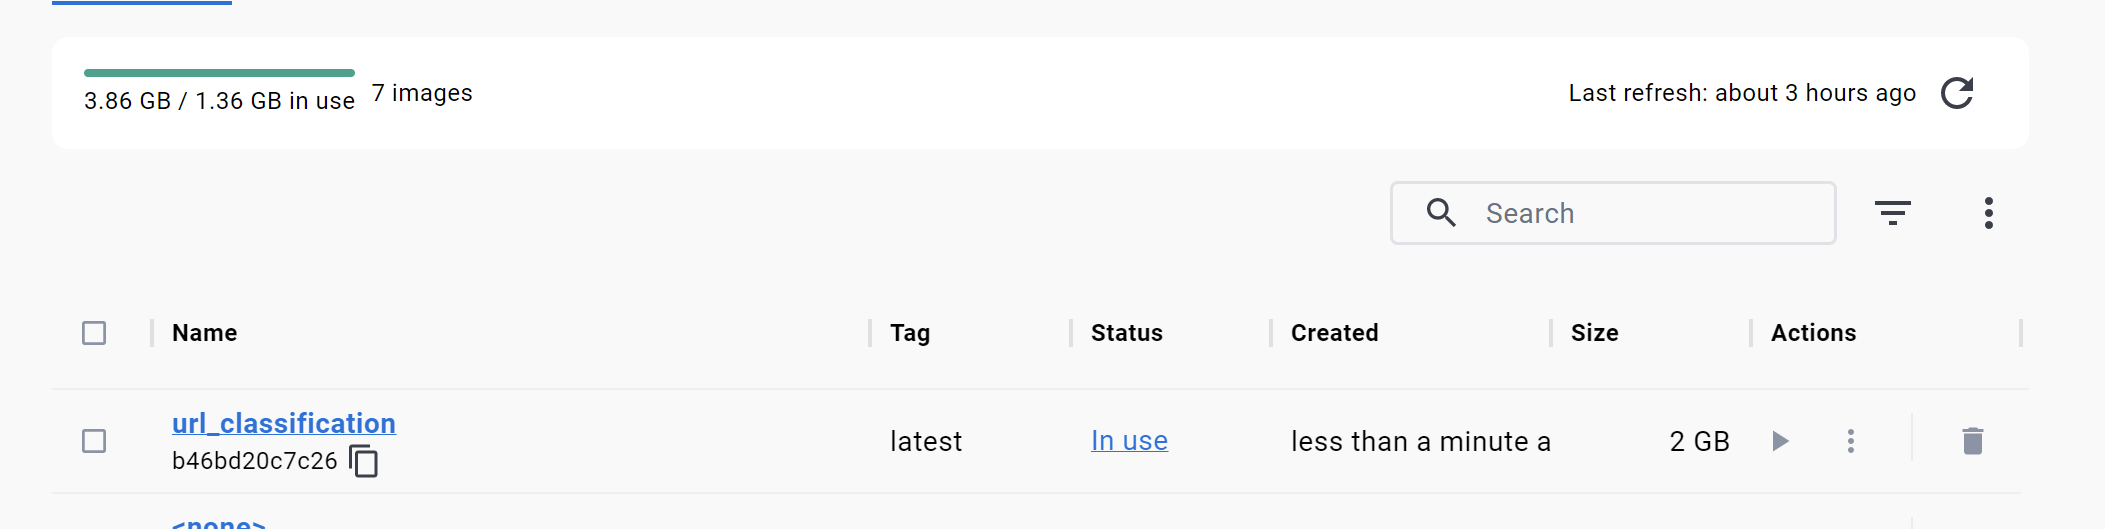 3.86 GB / 1.36 GB in use 7 images Last refresh: about 3 hours ago
Search
Name Tag Status Created Size Actions
url_classification
b46bd20c7c26 latest In use less than a minute a 2 GB
<none>